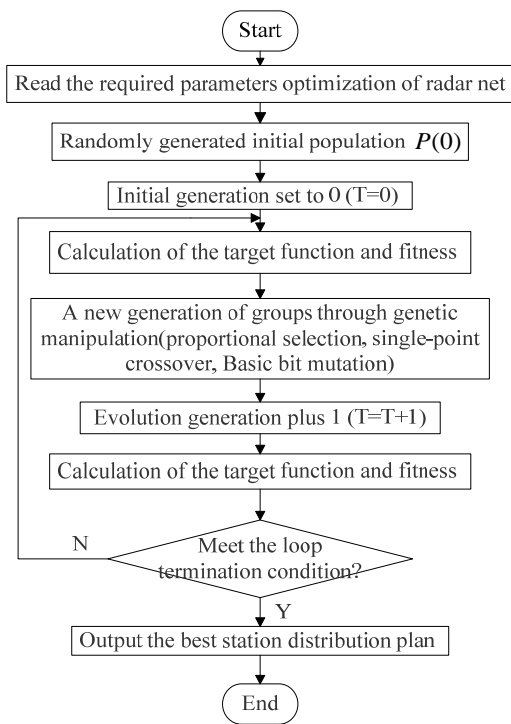 Start
Read the required parameters optimization of radar net
Randomly generated initial population P(0)
Initial generation set to 0 (T=0)
Calculation of the target function and fitness
A new generation of groups through genetic
manipulation(proportional selection, single-point
crossover, Basic bit mutation)
Evolution generation plus 1 (T=T+1)
Calculation of the target function and fitness
N
Meet the loop
termination condition?
Y
Output the best station distribution plan
End